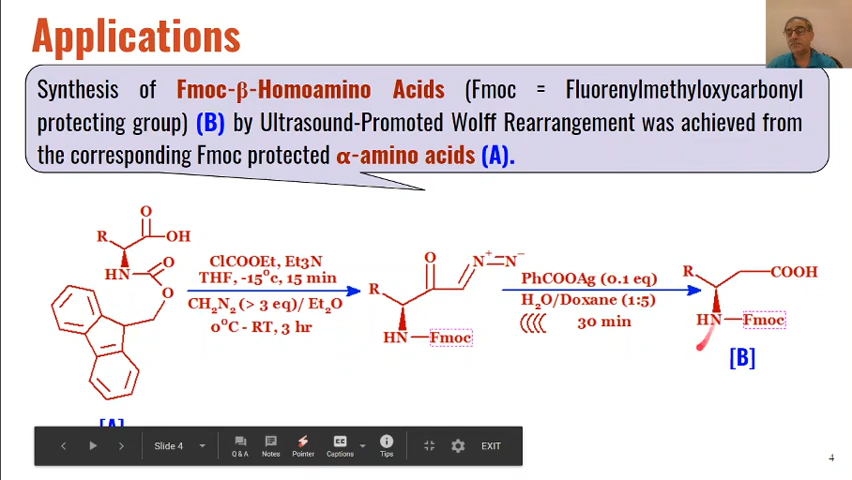 Applications
Synthesis of Fmoc-β-Homoamino Acids (Fmoc = Fluorenylmethyloxycarbonyl
protecting group) (B) by Ultrasound-Promoted Wolff Rearrangement was achieved from
the corresponding Fmoc protected α-amino acids (A).
O
R
OH
HN
O
O
[A]
ClCOOEt, Et3N
THF, -15°c, 15 min
CH₂N₂ (> 3 eq)/ Et₂O
0°C - RT, 3 hr
O
N⁺=N⁻
R
HN—Fmoc
PhCOOAg (0.1 eq)
H₂O/Doxane (1:5)
((((  30 min
R
COOH
HN—Fmoc
[B]
Slide 4
Q & A
Notes
Pointer
Captions
Tips
EXIT
4